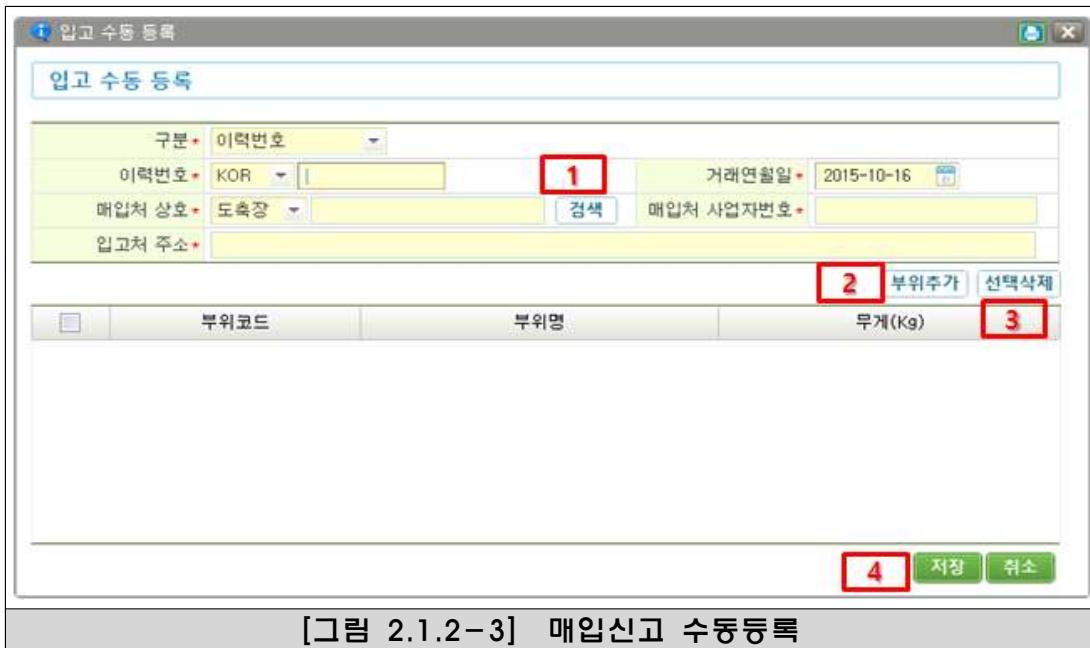 입고 수동 등록
입고 수동 등록
구분* 이력번호
이력번호* KOR 1 거래연월일* 2015-10-16
매입처 상호* 도축장 검색 매입처 사업자번호*
입고처 주소*
2 부위추가 선택삭제
부위코드 부위명 무게(Kg) 3
4 저장 취소
[그림 2.1.2-3] 매입신고 수동등록